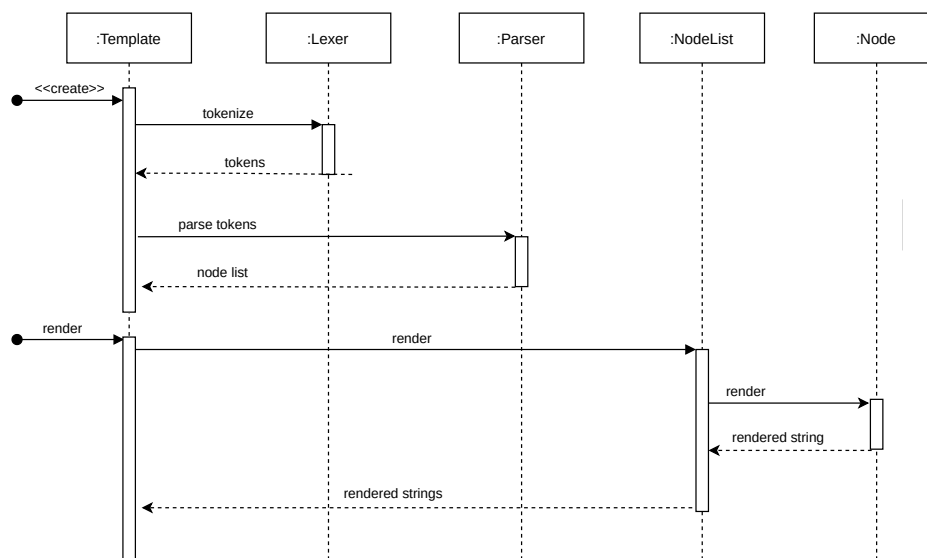 :Template
:Lexer
:Parser
:NodeList
:Node
<<create>>
tokenize
tokens
parse tokens
node list
render
render
render
rendered string
rendered strings